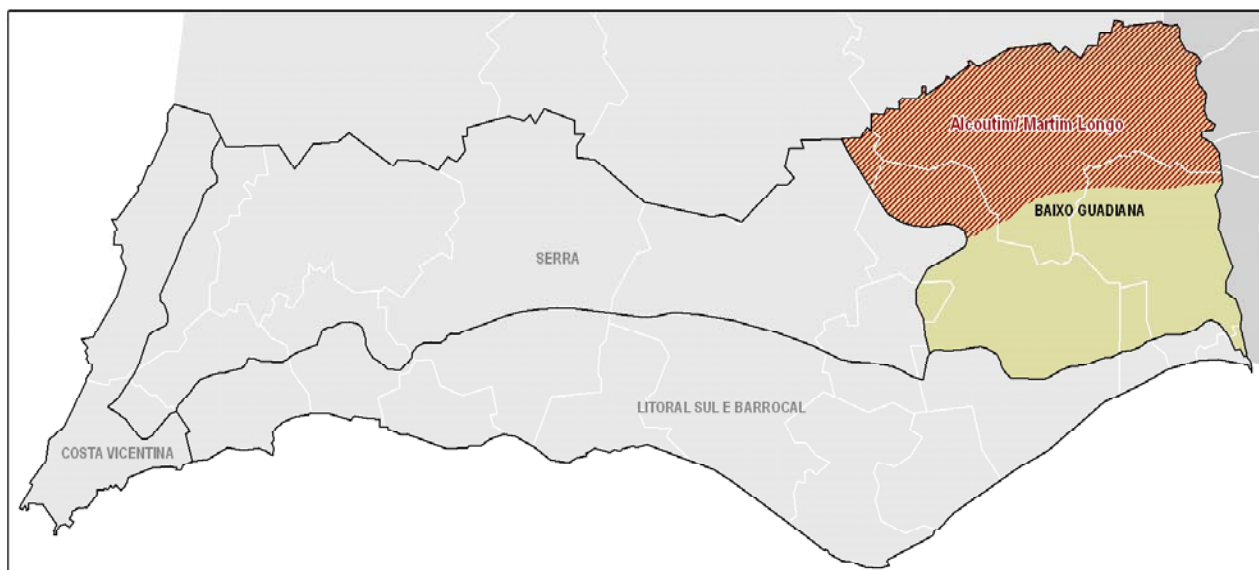 Alcoutim/Martim Longo
BAIXO GUADIANA
SERRA
LITORAL SUL E BARROCAL
COSTA VICENTINA